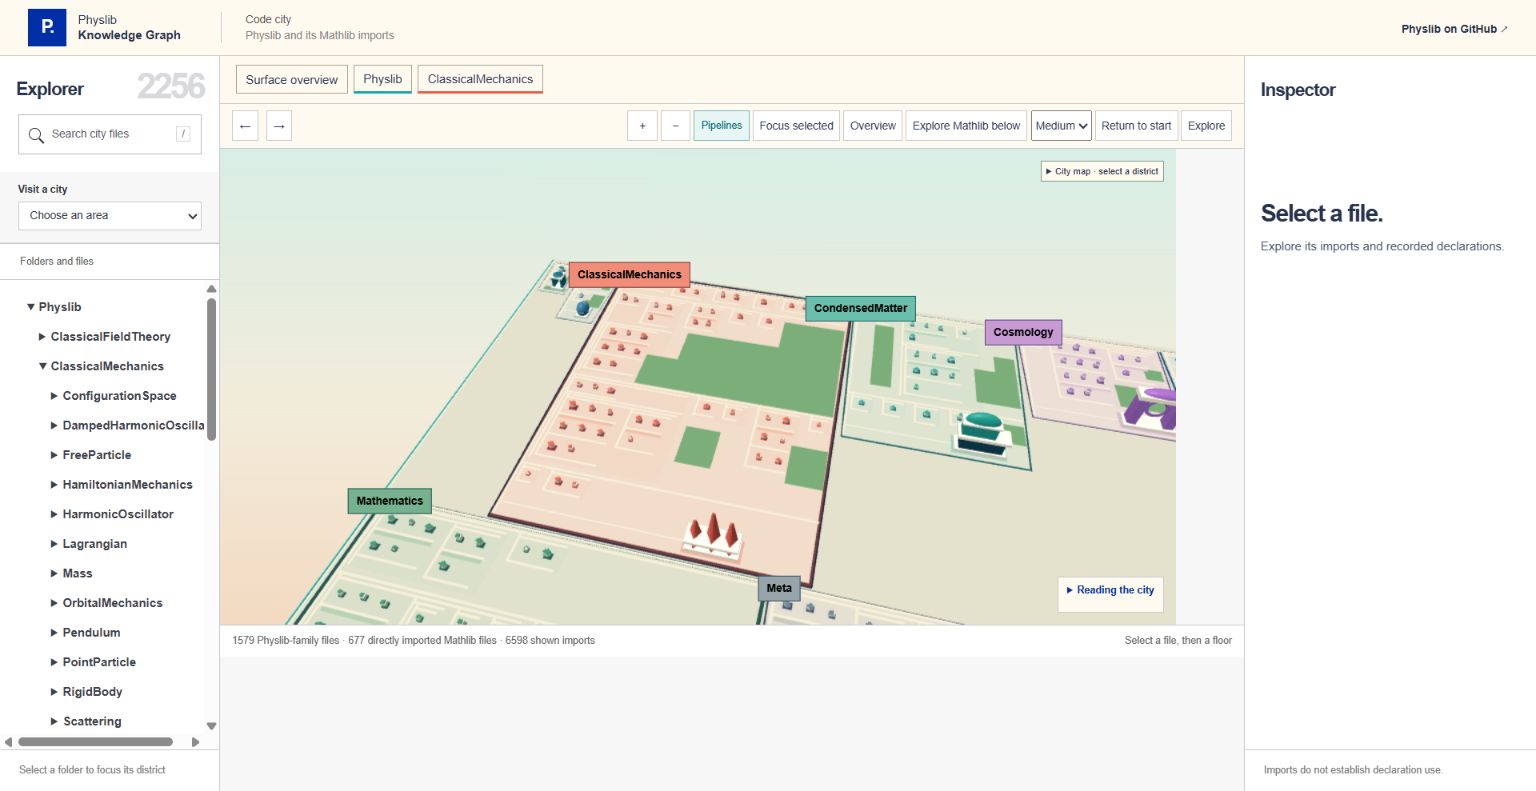 P.
Physlib
Knowledge Graph
Code city
Physlib and its Mathlib imports
Physlib on GitHub ↗
Explorer
2256
Search city files
/
Visit a city
Choose an area
Folders and files
▼ Physlib
▶ ClassicalFieldTheory
▼ ClassicalMechanics
▶ ConfigurationSpace
▶ DampedHarmonicOscilla
▶ FreeParticle
▶ HamiltonianMechanics
▶ HarmonicOscillator
▶ Lagrangian
▶ Mass
▶ OrbitalMechanics
▶ Pendulum
▶ PointParticle
▶ RigidBody
▶ Scattering
Select a folder to focus its district
Surface overview
Physlib
ClassicalMechanics
← →
+ − Pipelines Focus selected Overview Explore Mathlib below Medium Return to start Explore
▶ City map · select a district
ClassicalMechanics
CondensedMatter
Cosmology
Mathematics
Meta
▶ Reading the city
1579 Physlib-family files · 677 directly imported Mathlib files · 6598 shown imports
Select a file, then a floor
Inspector
Select a file.
Explore its imports and recorded declarations.
Imports do not establish declaration use.